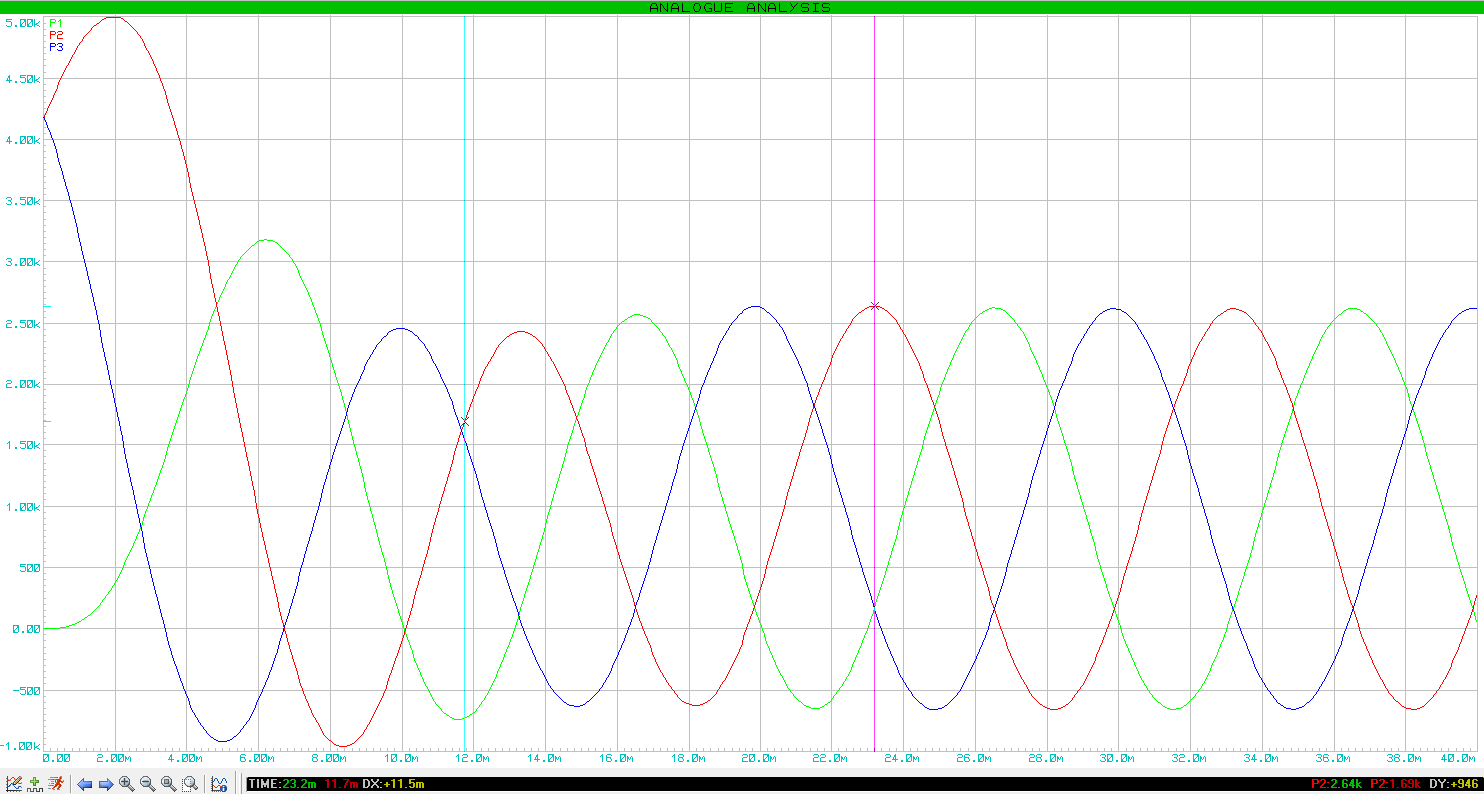 ANALOGUE ANALYSIS
5.00k
P1
P2
P3
4.50k
4.00k
3.50k
3.00k
2.50k
2.00k
1.50k
1.00k
500
0.00
-500
-1.00k
0.00 2.00m 4.00m 6.00m 8.00m 10.0m 12.0m 14.0m 16.0m 18.0m 20.0m 22.0m 24.0m 26.0m 28.0m 30.0m 32.0m 34.0m 36.0m 38.0m 40.0m
TIME:23.2m 11.7m DX:+11.5m P2:2.64k P2:1.69k DY:+946